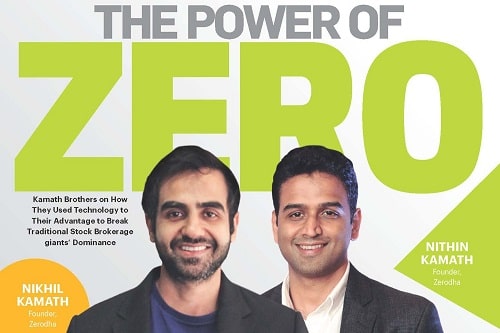 THE POWER OF
ZERO
Kamath Brothers on How
They Used Technology to
Their Advantage to Break
Traditional Stock Brokerage
giants' Dominance
NITHIN
KAMATH
Founder,
Zerodha
NIKHIL
KAMATH
Founder,
Zerodha